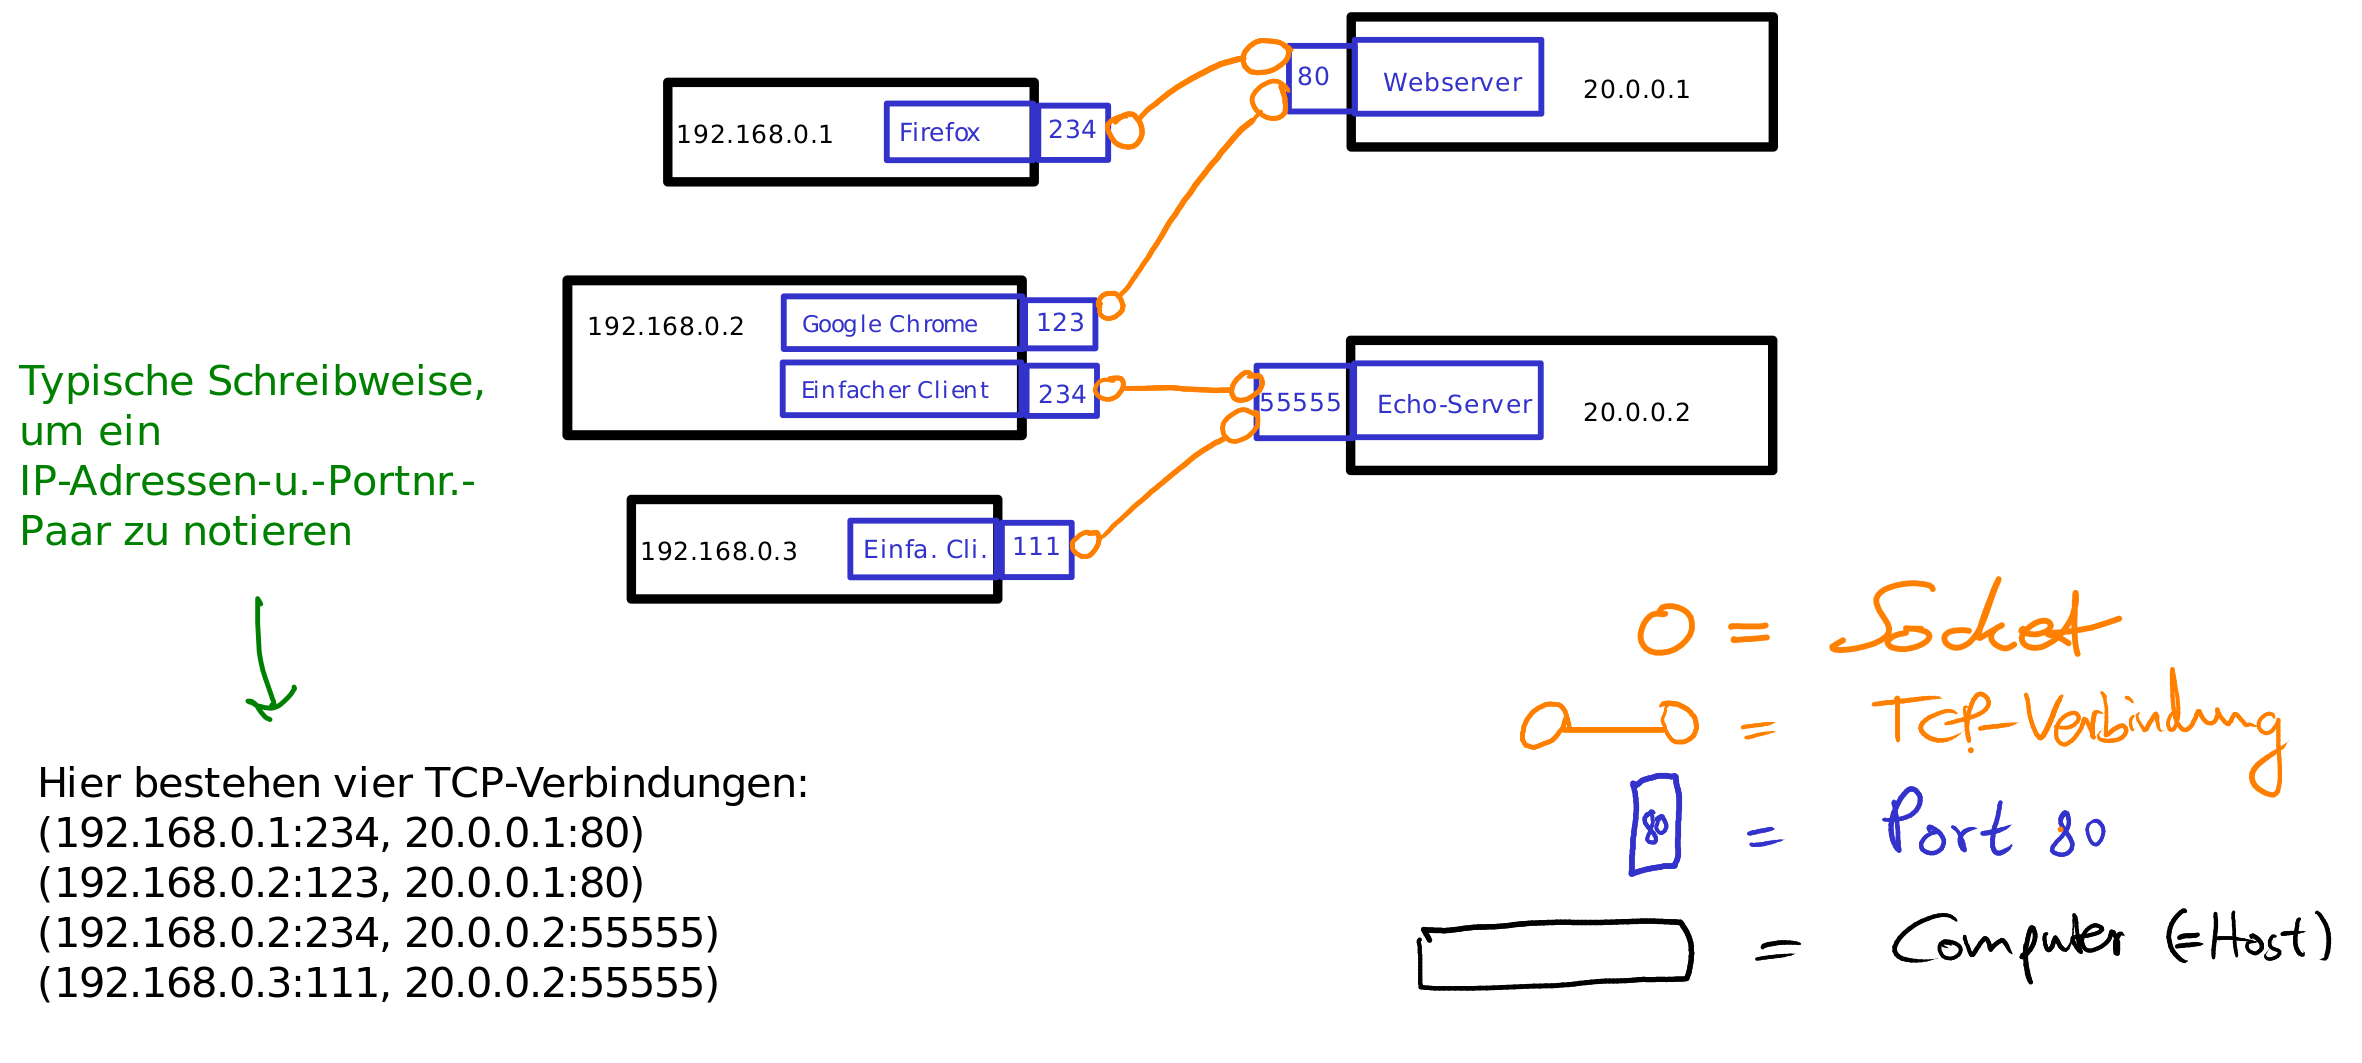 192.168.0.1
Firefox
234
80
Webserver
20.0.0.1
192.168.0.2
Google Chrome
123
Einfacher Client
234
55555
Echo-Server
20.0.0.2
192.168.0.3
Einfa. Cli.
111
Typische Schreibweise,
um ein
IP-Adressen-u.-Portnr.-
Paar zu notieren
Hier bestehen vier TCP-Verbindungen:
(192.168.0.1:234, 20.0.0.1:80)
(192.168.0.2:123, 20.0.0.1:80)
(192.168.0.2:234, 20.0.0.2:55555)
(192.168.0.3:111, 20.0.0.2:55555)
= Socket
= TCP-Verbindung
80 = Port 80
= Computer (=Host)